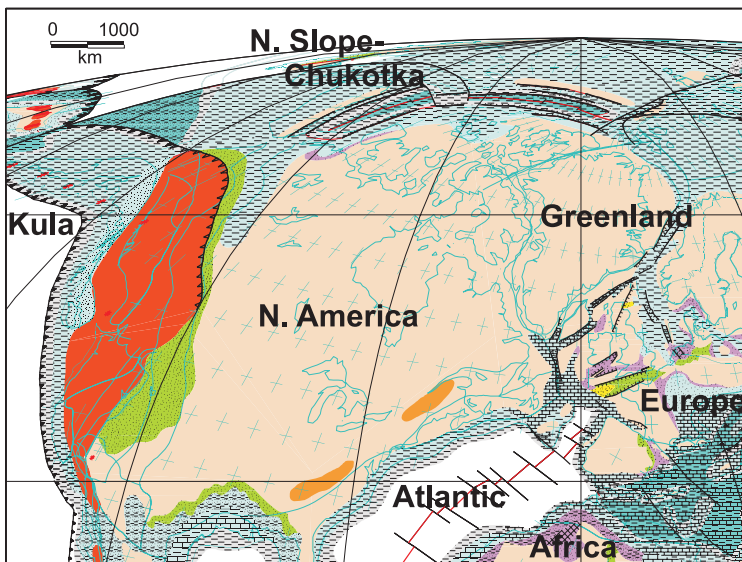 0 1000
km
N. Slope-
Chukotka
Kula
Greenland
N. America
Europe
Atlantic
Africa